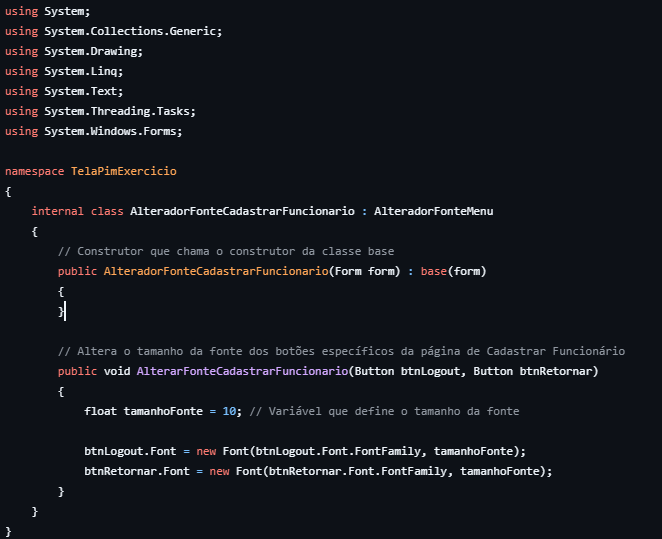 using System;
using System.Collections.Generic;
using System.Drawing;
using System.Linq;
using System.Text;
using System.Threading.Tasks;
using System.Windows.Forms;

namespace TelaPimExercicio
{
    internal class AlteradorFonteCadastrarFuncionario : AlteradorFonteMenu
    {
        // Construtor que chama o construtor da classe base
        public AlteradorFonteCadastrarFuncionario(Form form) : base(form)
        {
        }

        // Altera o tamanho da fonte dos botões específicos da página de Cadastrar Funcionário
        public void AlterarFonteCadastrarFuncionario(Button btnLogout, Button btnRetornar)
        {
            float tamanhoFonte = 10; // Variável que define o tamanho da fonte

            btnLogout.Font = new Font(btnLogout.Font.FontFamily, tamanhoFonte);
            btnRetornar.Font = new Font(btnRetornar.Font.FontFamily, tamanhoFonte);
        }
    }
}